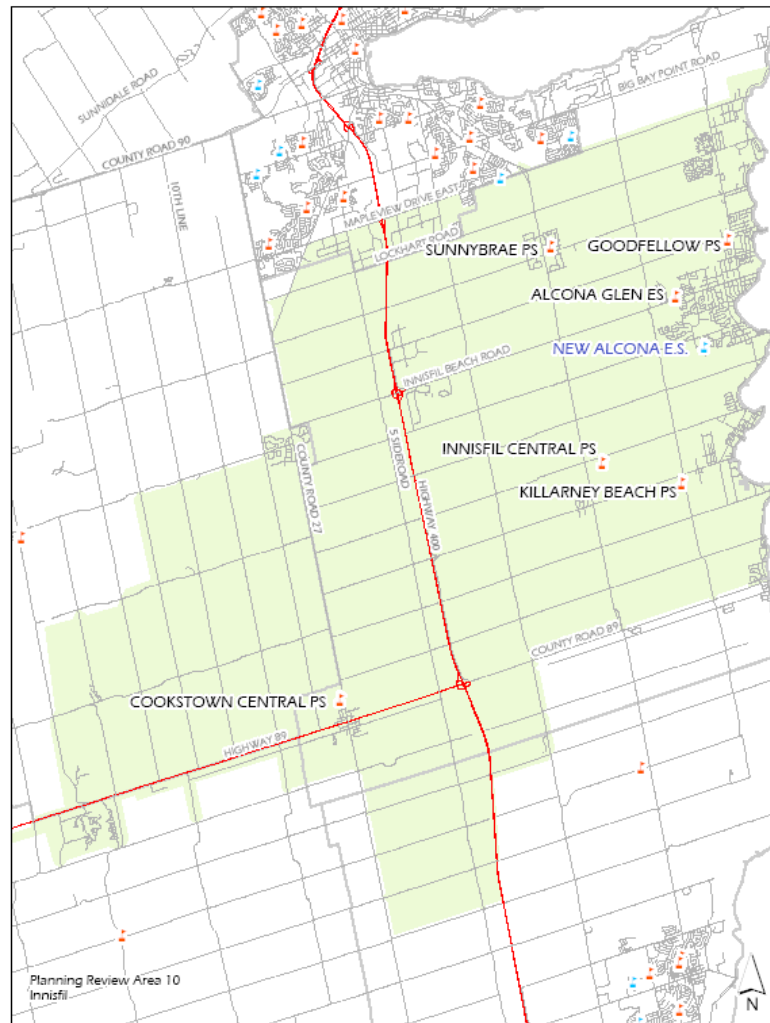 BIG BAY POINT ROAD
SUNNIDALE ROAD
COUNTY ROAD 90
10TH LINE
MAPLEVIEW DRIVE EAST
LOCKHART ROAD
SUNNYBRAE PS
GOODFELLOW PS
ALCONA GLEN ES
NEW ALCONA E.S.
INNISFIL BEACH ROAD
5 SIDEROAD
INNISFIL CENTRAL PS
COUNTY ROAD 27
HIGHWAY 400
KILLARNEY BEACH PS
COUNTY ROAD 89
COOKSTOWN CENTRAL PS
HIGHWAY 89
Planning Review Area 10
Innisfil
N